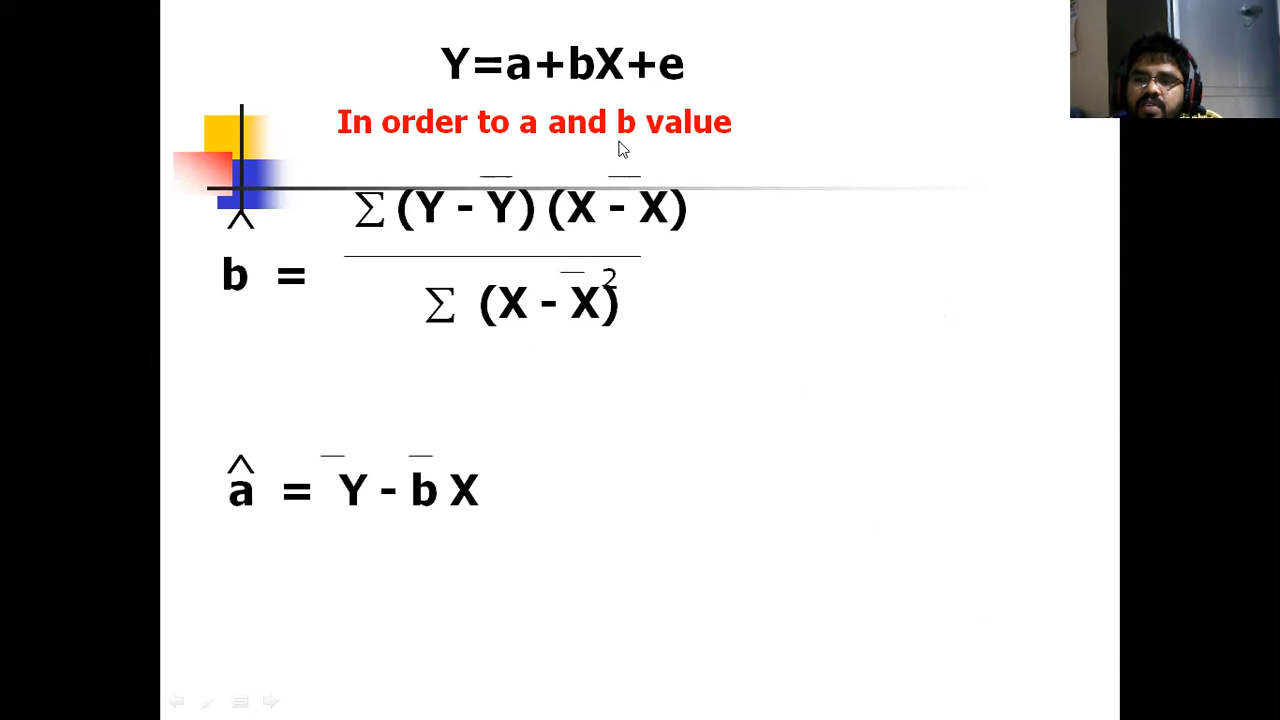 Y=a+bX+e
In order to a and b value
b̂ = ∑ (Y - Y̅) (X - X̅)
∑ (X - X̅)²
â = Y̅ - b̅ X